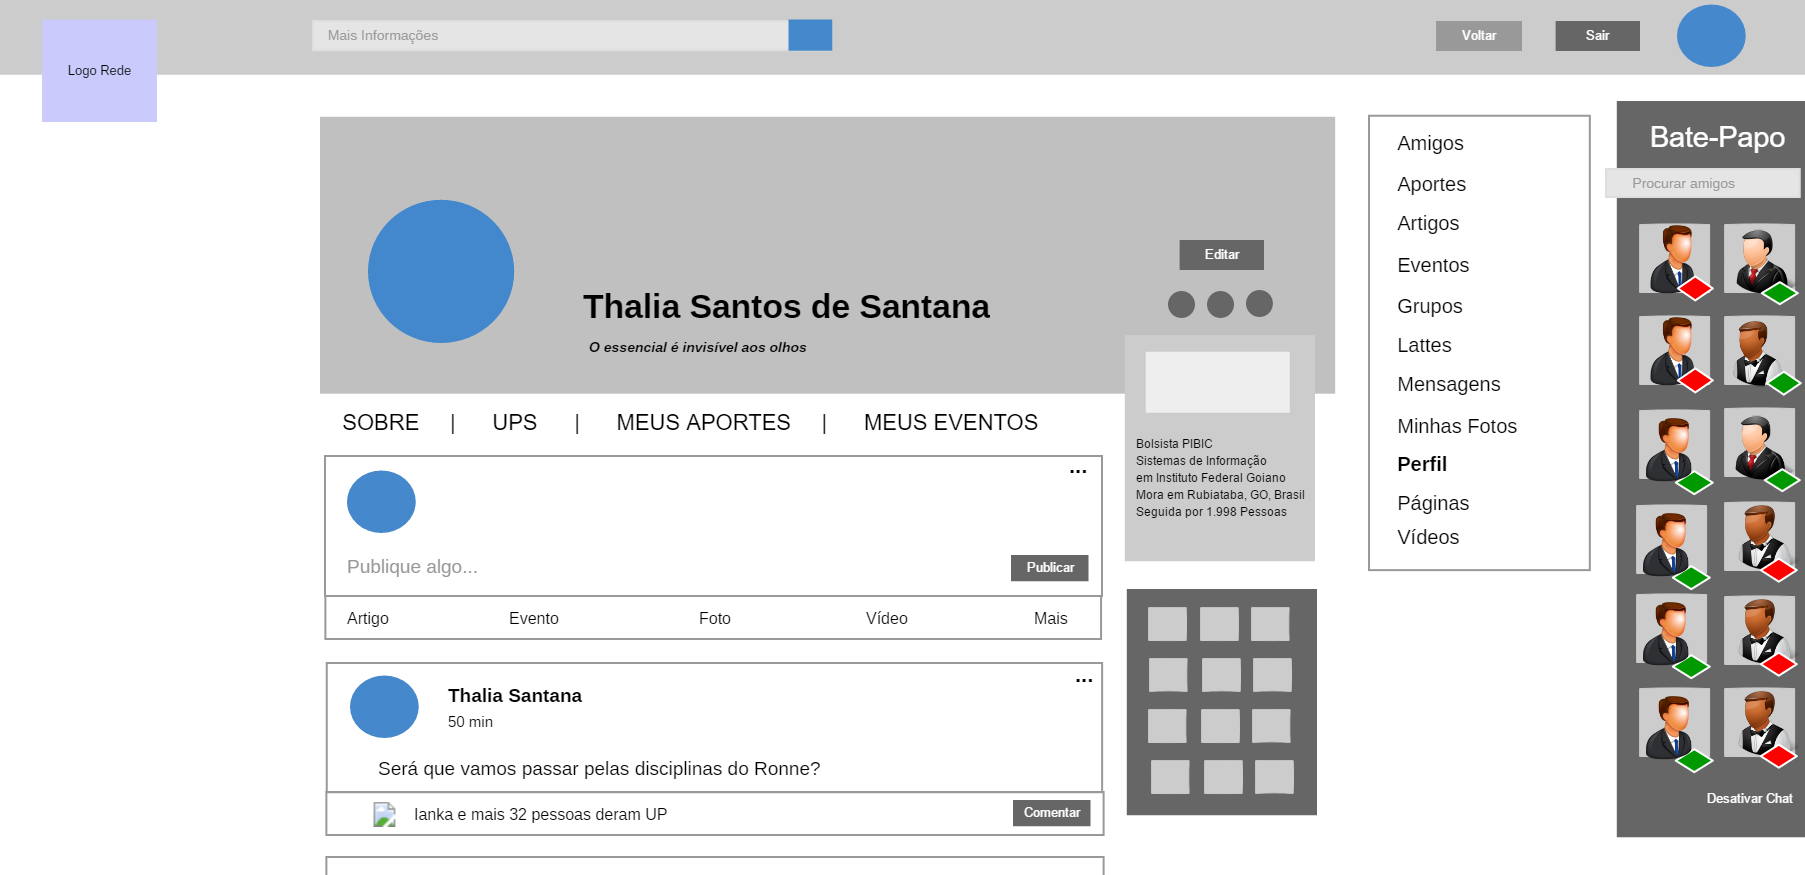 Logo Rede
Mais Informações
Voltar
Sair
Thalia Santos de Santana
O essencial é invisível aos olhos
Editar
Bolsista PIBIC
Sistemas de Informação
em Instituto Federal Goiano
Mora em Rubiataba, GO, Brasil
Seguida por 1.998 Pessoas
SOBRE | UPS | MEUS APORTES | MEUS EVENTOS
...
Publique algo...
Publicar
Artigo Evento Foto Vídeo Mais
...
Thalia Santana
50 min
Será que vamos passar pelas disciplinas do Ronne?
Ianka e mais 32 pessoas deram UP
Comentar
Amigos
Aportes
Artigos
Eventos
Grupos
Lattes
Mensagens
Minhas Fotos
Perfil
Páginas
Vídeos
Bate-Papo
Procurar amigos
Desativar Chat